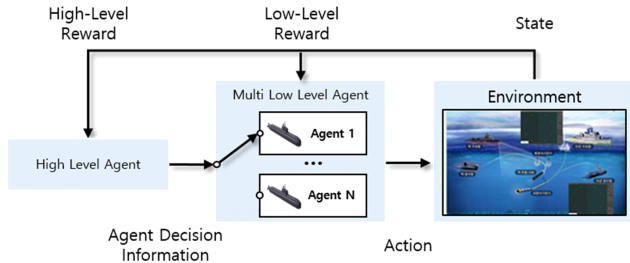 High-Level
Reward
Low-Level
Reward
State
Multi Low Level Agent
Environment
High Level Agent
Agent 1
...
Agent N
Agent Decision
Information
Action